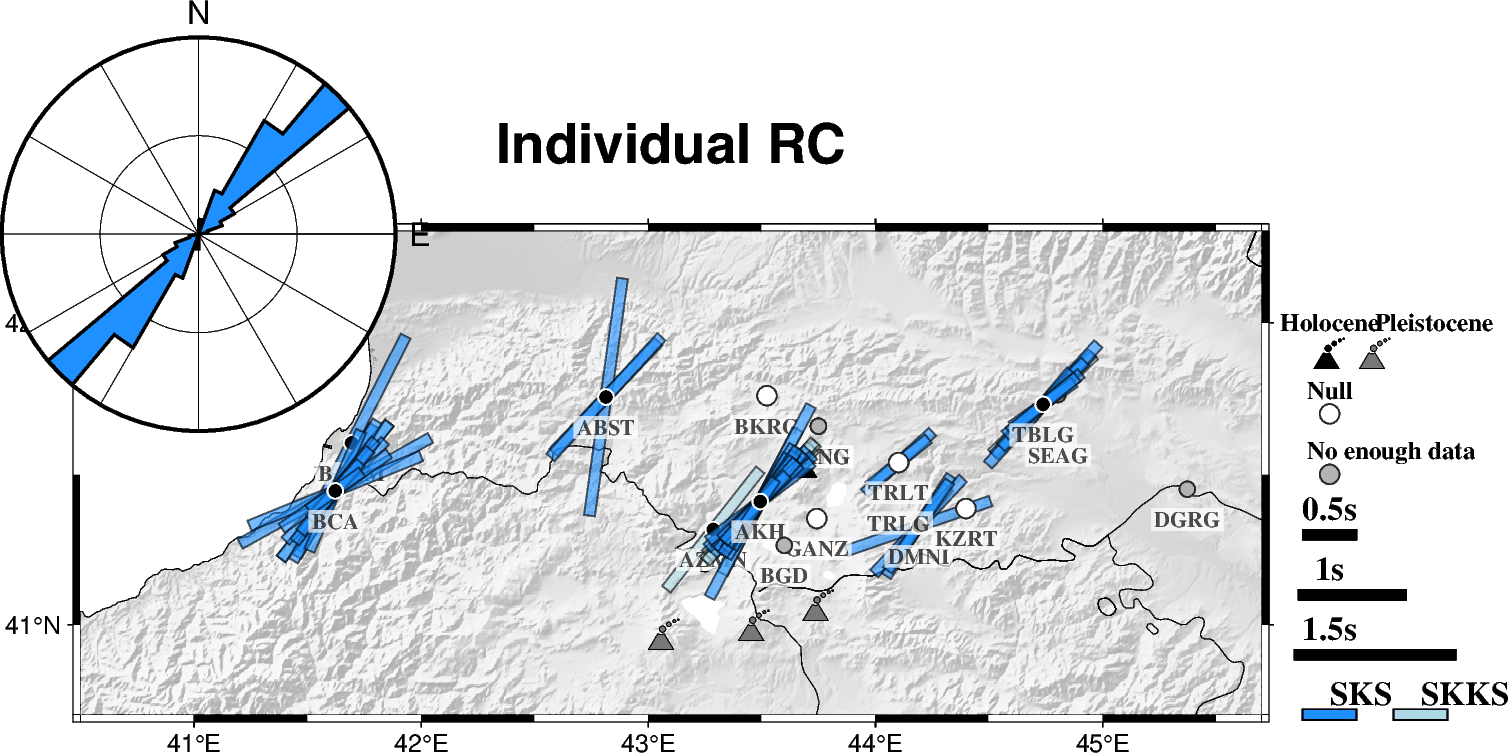 N
Individual RC
E
Holocene Pleistocene
Null
No enough data
0.5s
1s
1.5s
SKS SKKS
ABST
BKRG
NG
TBLG
SEAG
B
BCA
TRLT
TRLG
DGRG
AKH
KZRT
GANZ
DMNI
BGD
41°N
41°E 42°E 43°E 44°E 45°E